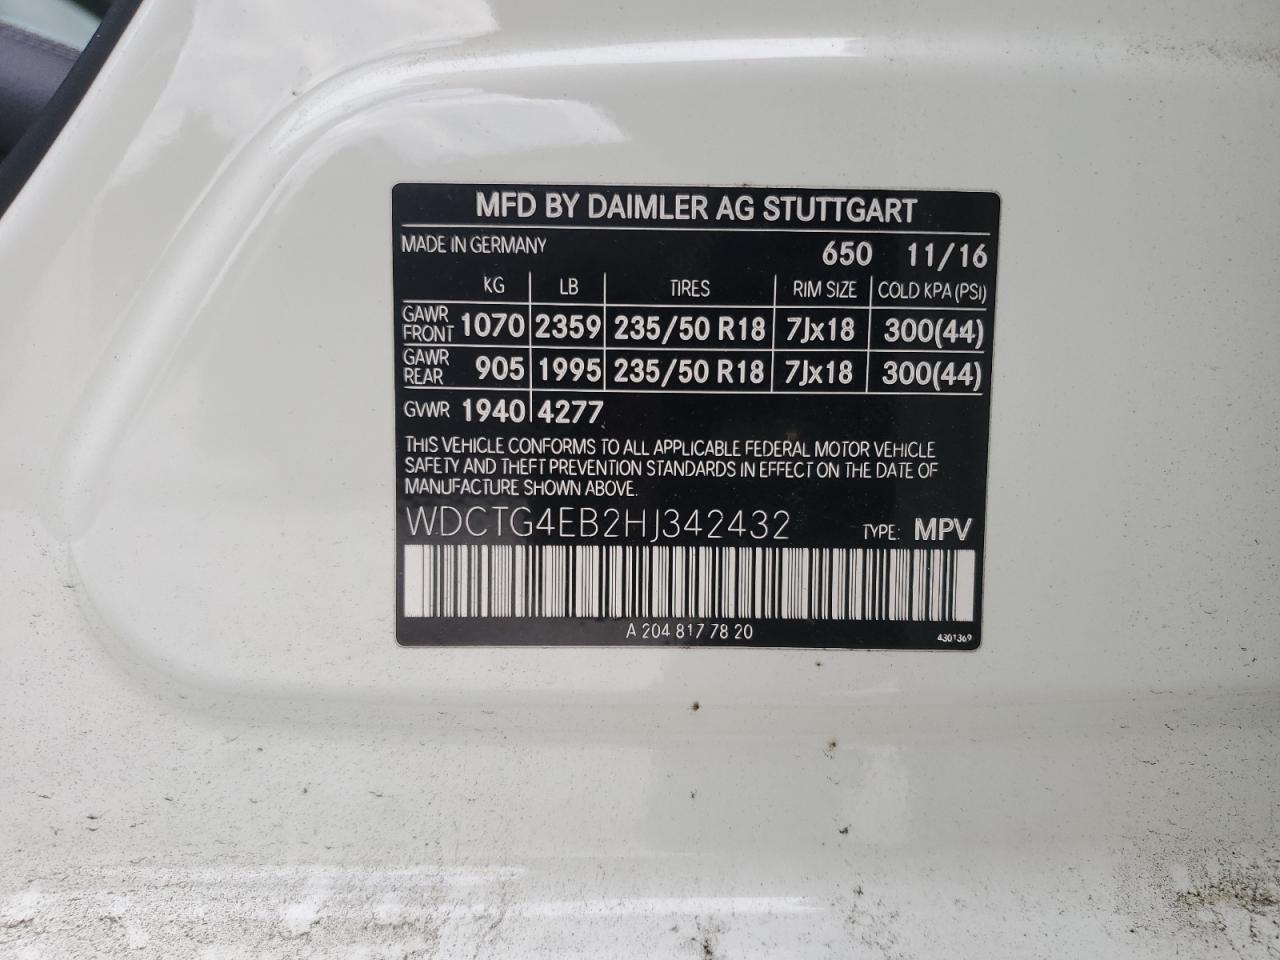 MFD BY DAIMLER AG STUTTGART
MADE IN GERMANY 650 11/16
KG LB TIRES RIM SIZE COLD KPA (PSI)
GAWR FRONT 1070 2359 235/50 R18 7Jx18 300(44)
GAWR REAR 905 1995 235/50 R18 7Jx18 300(44)
GVWR 1940 4277
THIS VEHICLE CONFORMS TO ALL APPLICABLE FEDERAL MOTOR VEHICLE
SAFETY AND THEFT PREVENTION STANDARDS IN EFFECT ON THE DATE OF
MANUFACTURE SHOWN ABOVE.
WDCTG4EB2HJ342432 TYPE: MPV
A 204 817 78 20 4301369